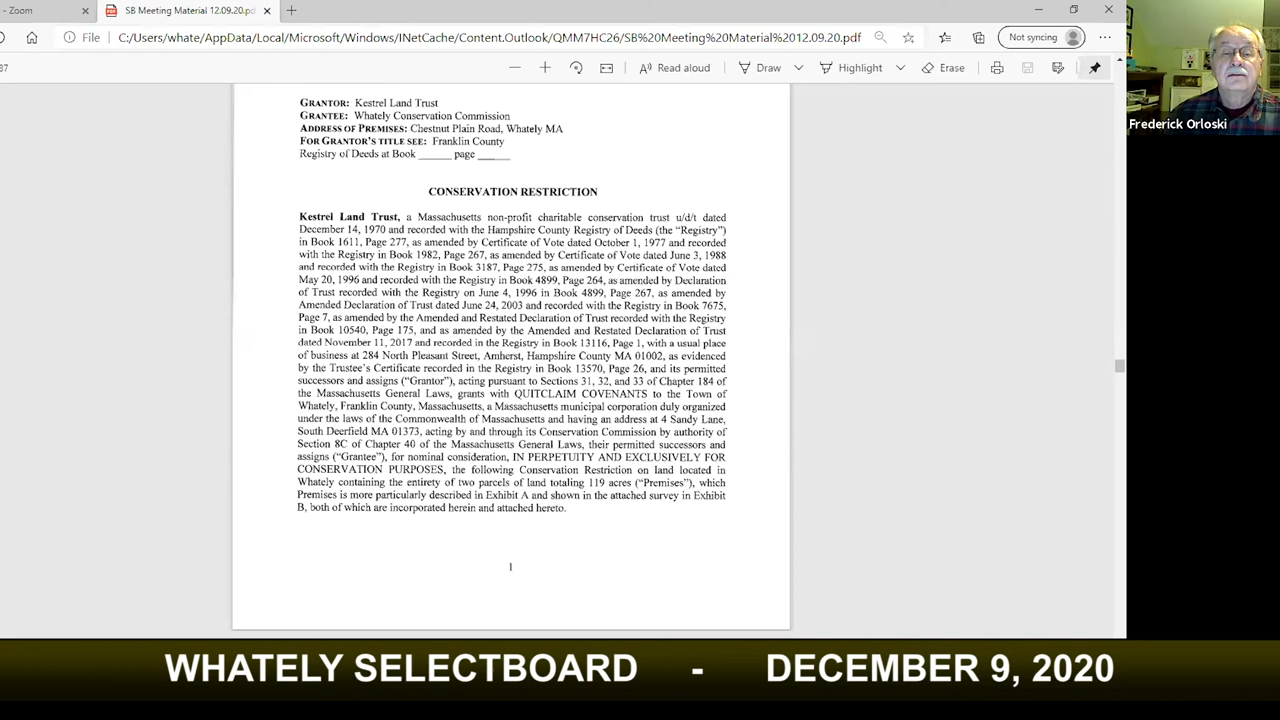 - Zoom
SB Meeting Material 12.09.20.pd
File
C:/Users/whate/AppData/Local/Microsoft/Windows/INetCache/Content.Outlook/QMM7HC26/SB%20Meeting%20Material%2012.09.20.pdf
Not syncing
87
Read aloud
Draw
Highlight
Erase
Frederick Orloski
GRANTOR: Kestrel Land Trust
GRANTEE: Whately Conservation Commission
ADDRESS OF PREMISES: Chestnut Plain Road, Whately MA
FOR GRANTOR'S TITLE SEE: Franklin County
Registry of Deeds at Book ______ page ______
CONSERVATION RESTRICTION
Kestrel Land Trust, a Massachusetts non-profit charitable conservation trust u/d/t dated
December 14, 1970 and recorded with the Hampshire County Registry of Deeds (the “Registry”)
in Book 1611, Page 277, as amended by Certificate of Vote dated October 1, 1977 and recorded
with the Registry in Book 1982, Page 267, as amended by Certificate of Vote dated June 3, 1988
and recorded with the Registry in Book 3187, Page 275, as amended by Certificate of Vote dated
May 20, 1996 and recorded with the Registry in Book 4899, Page 264, as amended by Declaration
of Trust recorded with the Registry on June 4, 1996 in Book 4899, Page 267, as amended by
Amended Declaration of Trust dated June 24, 2003 and recorded with the Registry in Book 7675,
Page 7, as amended by the Amended and Restated Declaration of Trust recorded with the Registry
in Book 10540, Page 175, and as amended by the Amended and Restated Declaration of Trust
dated November 11, 2017 and recorded in the Registry in Book 13116, Page 1, with a usual place
of business at 284 North Pleasant Street, Amherst, Hampshire County MA 01002, as evidenced
by the Trustee's Certificate recorded in the Registry in Book 13570, Page 26, and its permitted
successors and assigns (“Grantor”), acting pursuant to Sections 31, 32, and 33 of Chapter 184 of
the Massachusetts General Laws, grants with QUITCLAIM COVENANTS to the Town of
Whately, Franklin County, Massachusetts, a Massachusetts municipal corporation duly organized
under the laws of the Commonwealth of Massachusetts and having an address at 4 Sandy Lane,
South Deerfield MA 01373, acting by and through its Conservation Commission by authority of
Section 8C of Chapter 40 of the Massachusetts General Laws, their permitted successors and
assigns (“Grantee”), for nominal consideration, IN PERPETUITY AND EXCLUSIVELY FOR
CONSERVATION PURPOSES, the following Conservation Restriction on land located in
Whately containing the entirety of two parcels of land totaling 119 acres (“Premises”), which
Premises is more particularly described in Exhibit A and shown in the attached survey in Exhibit
B, both of which are incorporated herein and attached hereto.
1
WHATELY SELECTBOARD - DECEMBER 9, 2020